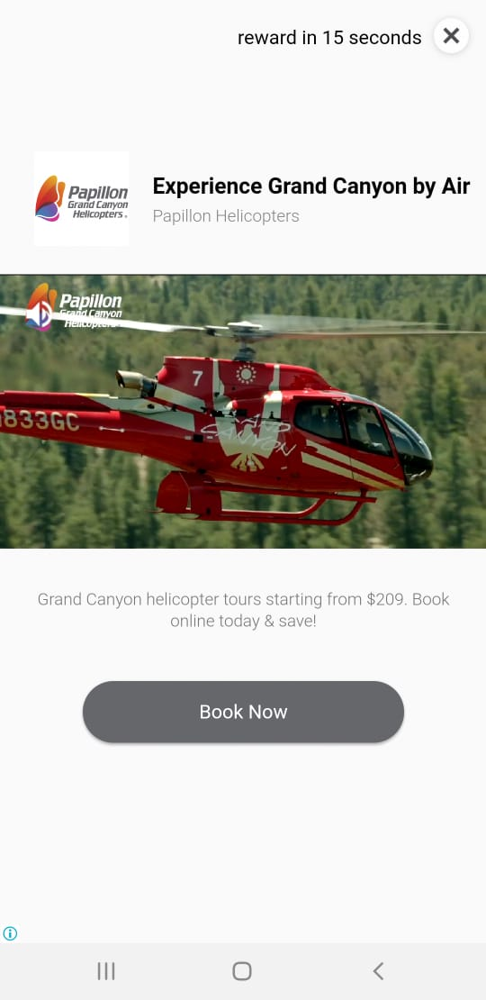 reward in 15 seconds
Papillon
Grand Canyon
Helicopters
Experience Grand Canyon by Air
Papillon Helicopters
Papillon
Grand Canyon
Helicopters
7
833GC
GRAND
CANYON
Grand Canyon helicopter tours starting from $209. Book
online today & save!
Book Now